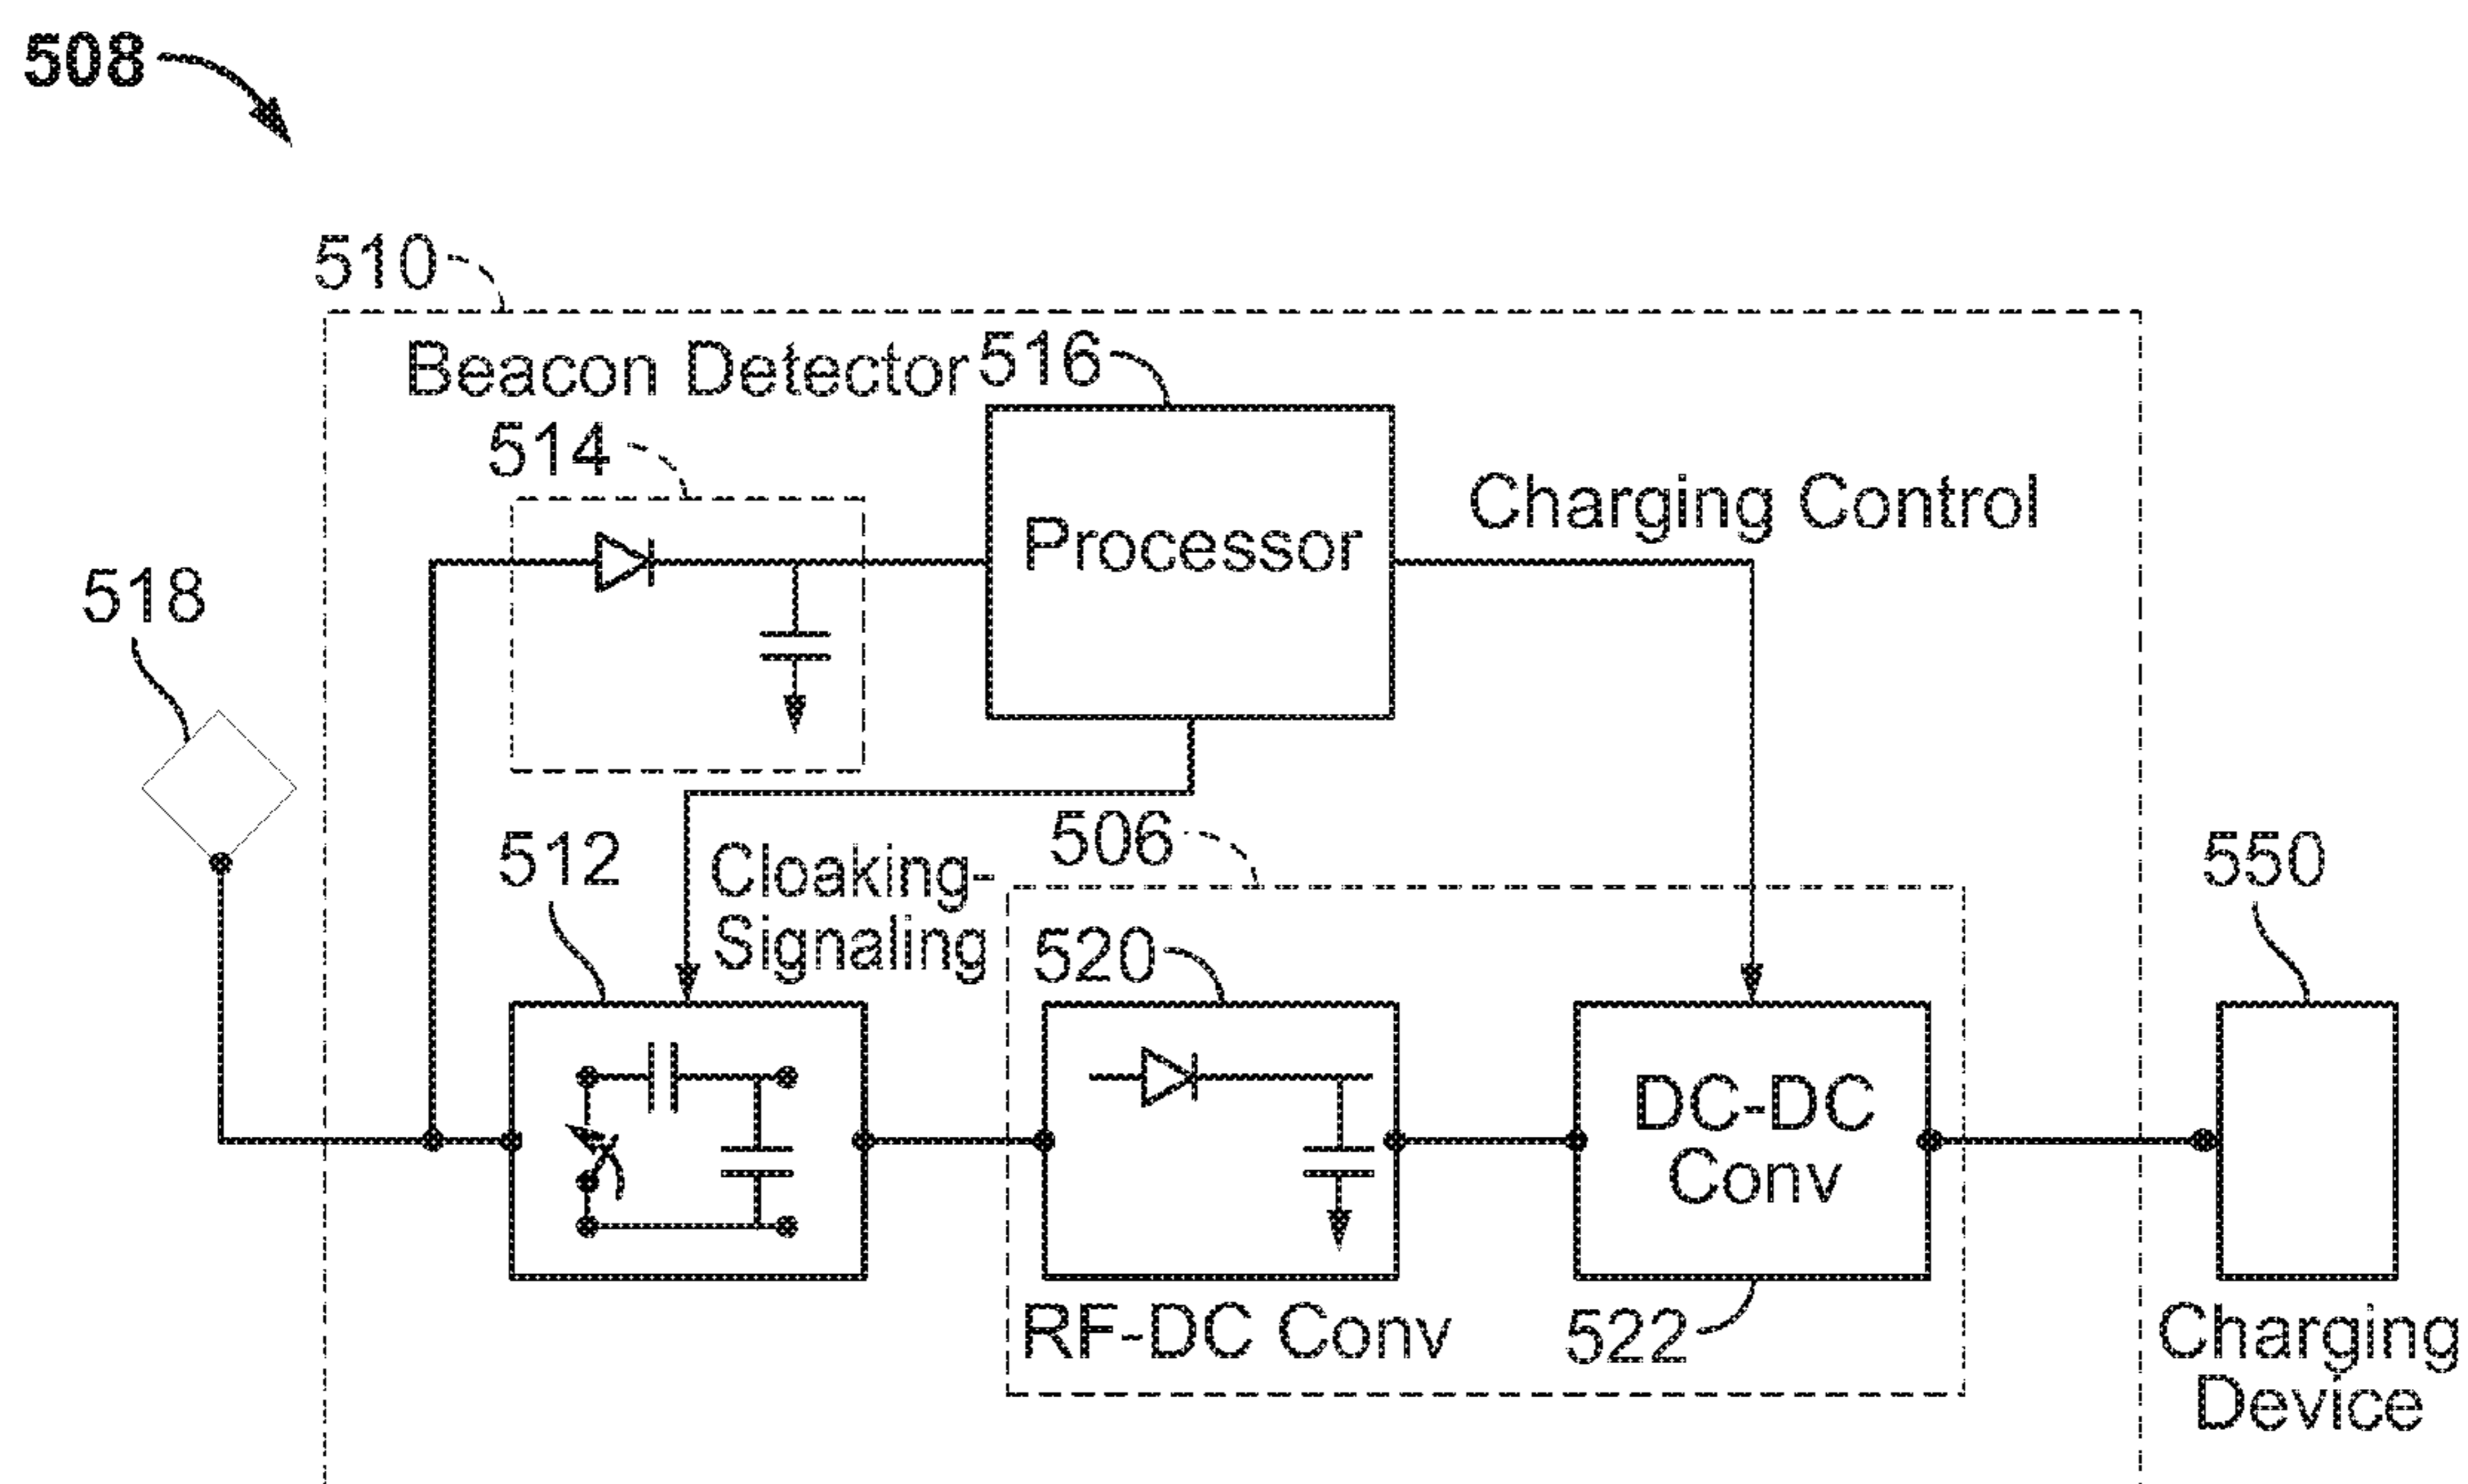 508
510
Beacon Detector
516
514
Processor
Charging Control
518
506
512
Cloaking-
Signaling
550
520
DC-DC
Conv
RF-DC Conv
522
Charging
Device